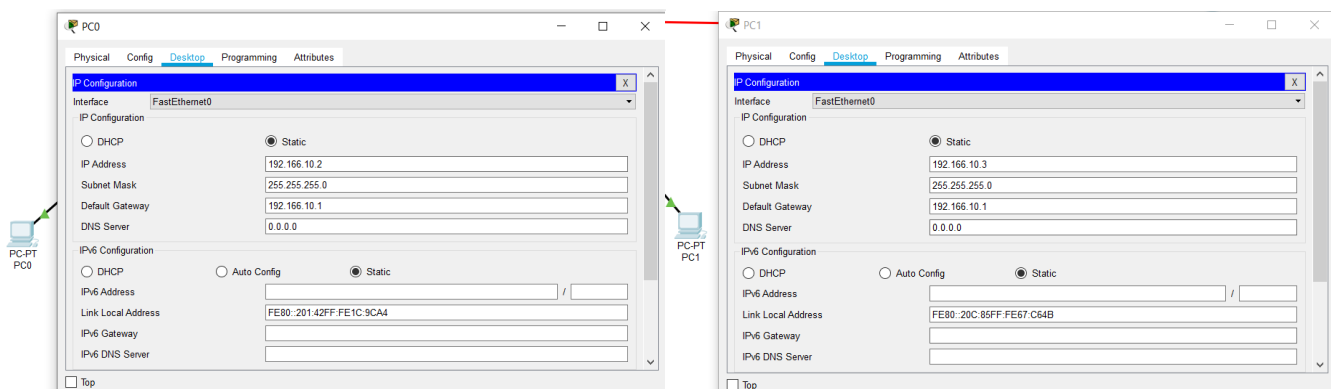 PC0
Physical Config Desktop Programming Attributes
IP Configuration X
Interface FastEthernet0
IP Configuration
DHCP Static
IP Address 192.166.10.2
Subnet Mask 255.255.255.0
Default Gateway 192.166.10.1
DNS Server 0.0.0.0
IPv6 Configuration
DHCP Auto Config Static
IPv6 Address /
Link Local Address FE80::201:42FF:FE1C:9CA4
IPv6 Gateway
IPv6 DNS Server
Top
PC-PT
PC0
PC1
Physical Config Desktop Programming Attributes
IP Configuration X
Interface FastEthernet0
IP Configuration
DHCP Static
IP Address 192.166.10.3
Subnet Mask 255.255.255.0
Default Gateway 192.166.10.1
DNS Server 0.0.0.0
IPv6 Configuration
DHCP Auto Config Static
IPv6 Address /
Link Local Address FE80::20C:85FF:FE67:C64B
IPv6 Gateway
IPv6 DNS Server
Top
PC-PT
PC1